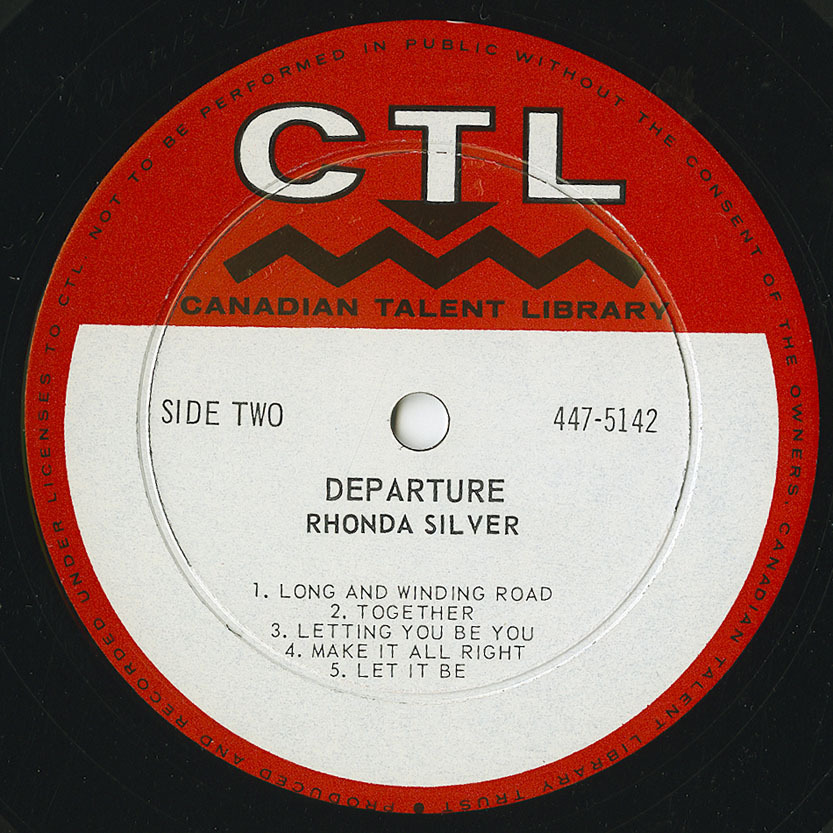 NOT TO BE PERFORMED IN PUBLIC WITHOUT THE CONSENT OF THE OWNERS CANADIAN TALENT LIBRARY TRUST • PRODUCED AND RECORDED UNDER LICENSES TO CTL.
CTL
CANADIAN TALENT LIBRARY
SIDE TWO
447-5142
DEPARTURE
RHONDA SILVER
1. LONG AND WINDING ROAD
2. TOGETHER
3. LETTING YOU BE YOU
4. MAKE IT ALL RIGHT
5. LET IT BE